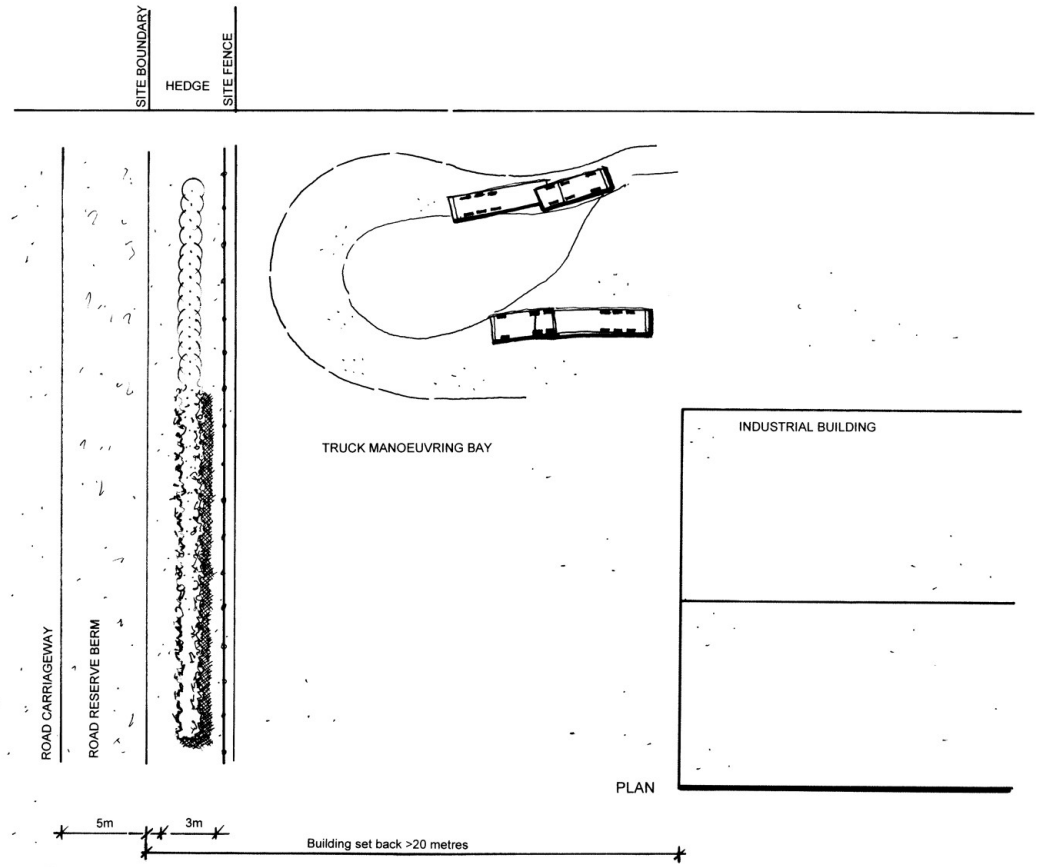 SITE BOUNDARY
HEDGE
SITE FENCE
TRUCK MANOEUVRING BAY
INDUSTRIAL BUILDING
ROAD CARRIAGEWAY
ROAD RESERVE BERM
PLAN
5m
3m
Building set back >20 metres